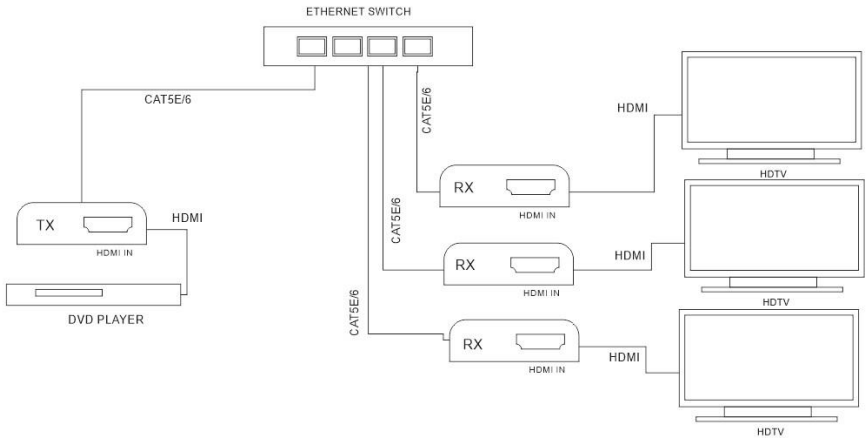 ETHERNET SWITCH
CAT5E/6
CAT5E/6
HDMI
HDTV
RX
HDMI IN
TX
HDMI
HDMI IN
CAT5E/6
RX
HDMI IN
HDMI
HDTV
DVD PLAYER
CAT5E/6
RX
HDMI IN
HDMI
HDTV